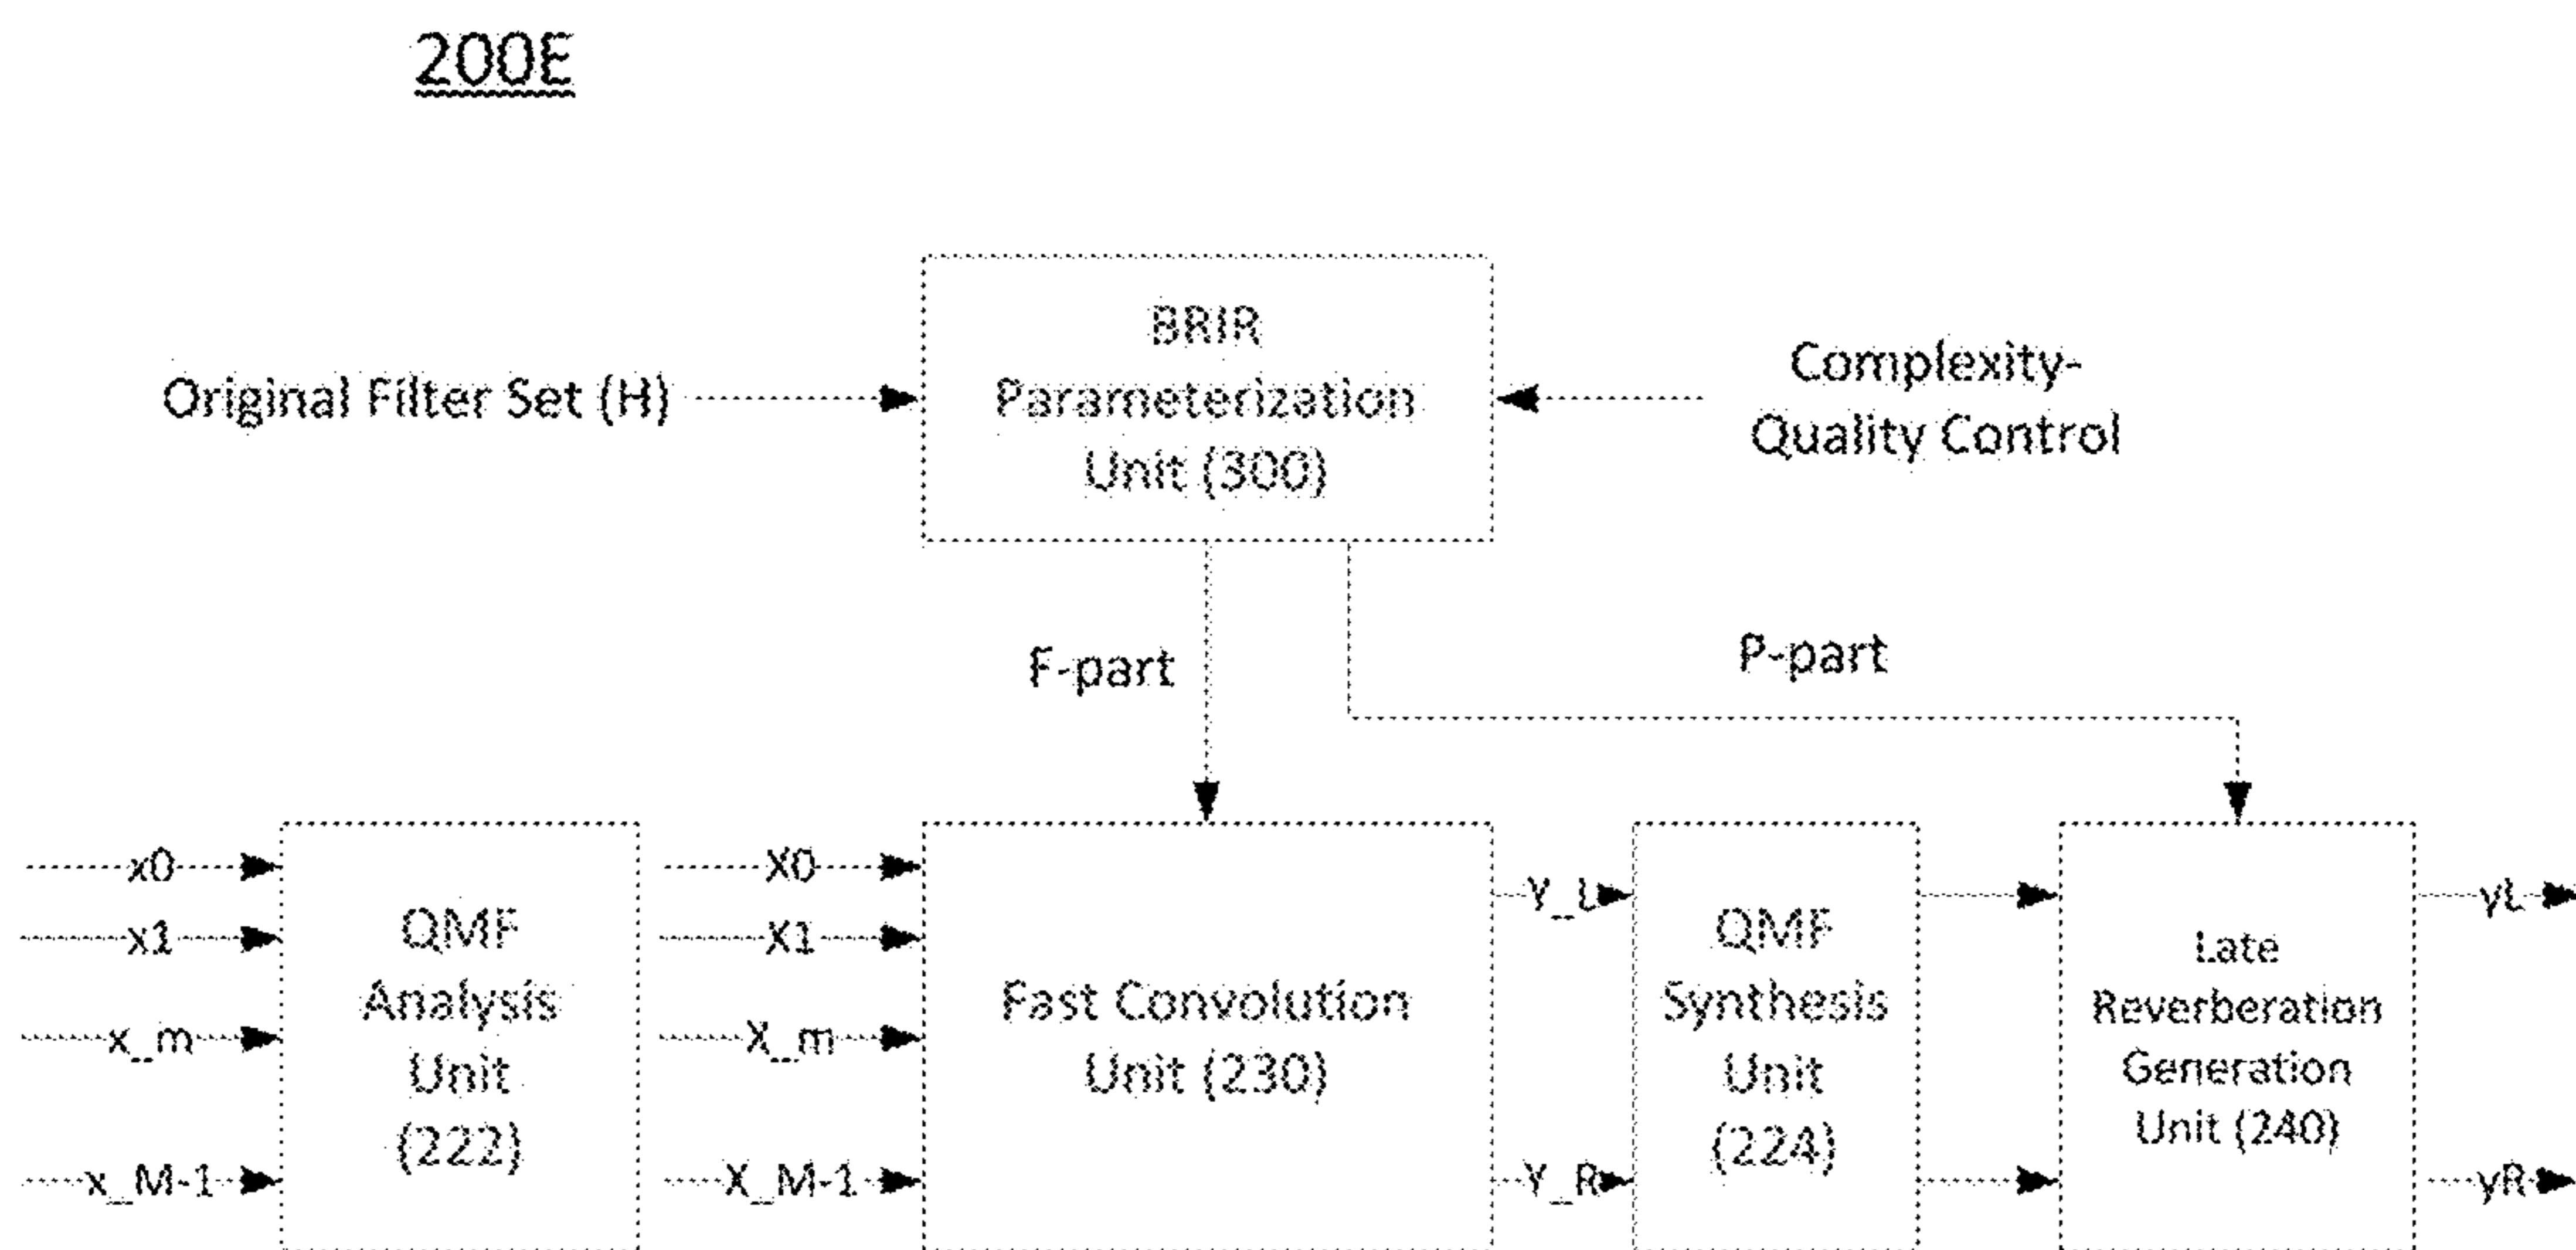 200E
BRIR
Parameterization
Unit (300)
Original Filter Set (H)
Complexity-
Quality Control
F-part
P-part
x0
x1
x_m
x_M-1
QMF
Analysis
Unit
(222)
X0
X1
X_m
X_M-1
Fast Convolution
Unit (230)
Y_L
Y_R
QMF
Synthesis
Unit
(224)
Late
Reverberation
Generation
Unit (240)
yL
yR